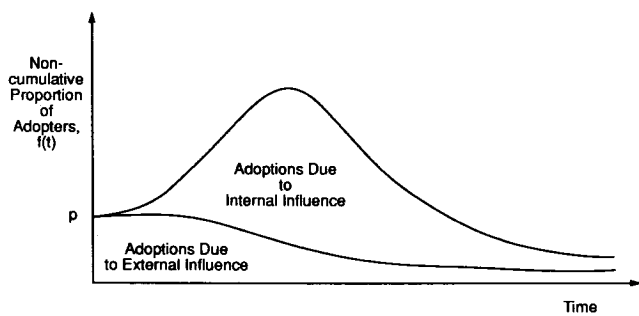 Non-
cumulative
Proportion
of
Adopters,
f(t)
Adoptions Due
to
Internal Influence
p
Adoptions Due
to External Influence
Time